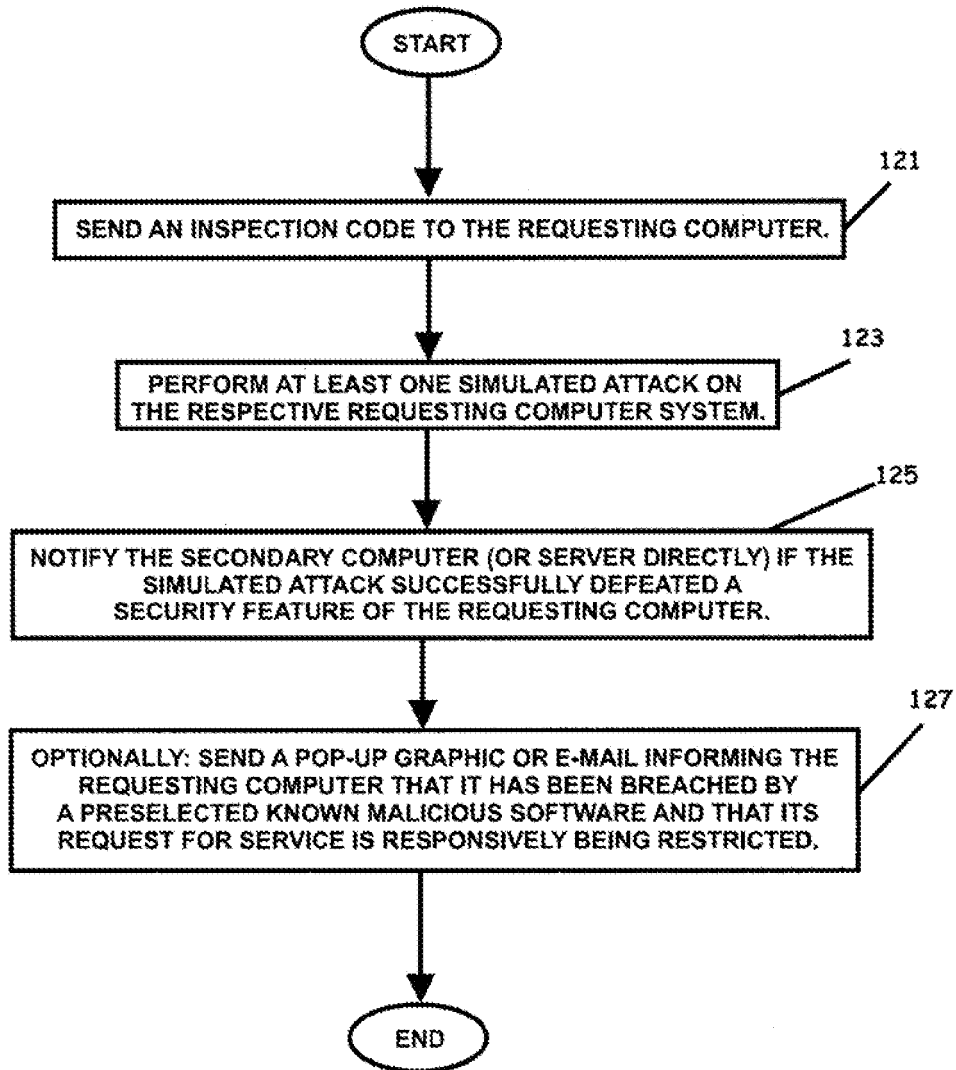 START
121
SEND AN INSPECTION CODE TO THE REQUESTING COMPUTER.
123
PERFORM AT LEAST ONE SIMULATED ATTACK ON
THE RESPECTIVE REQUESTING COMPUTER SYSTEM.
125
NOTIFY THE SECONDARY COMPUTER (OR SERVER DIRECTLY) IF THE
SIMULATED ATTACK SUCCESSFULLY DEFEATED A
SECURITY FEATURE OF THE REQUESTING COMPUTER.
127
OPTIONALLY: SEND A POP-UP GRAPHIC OR E-MAIL INFORMING THE
REQUESTING COMPUTER THAT IT HAS BEEN BREACHED BY
A PRESELECTED KNOWN MALICIOUS SOFTWARE AND THAT ITS
REQUEST FOR SERVICE IS RESPONSIVELY BEING RESTRICTED.
END